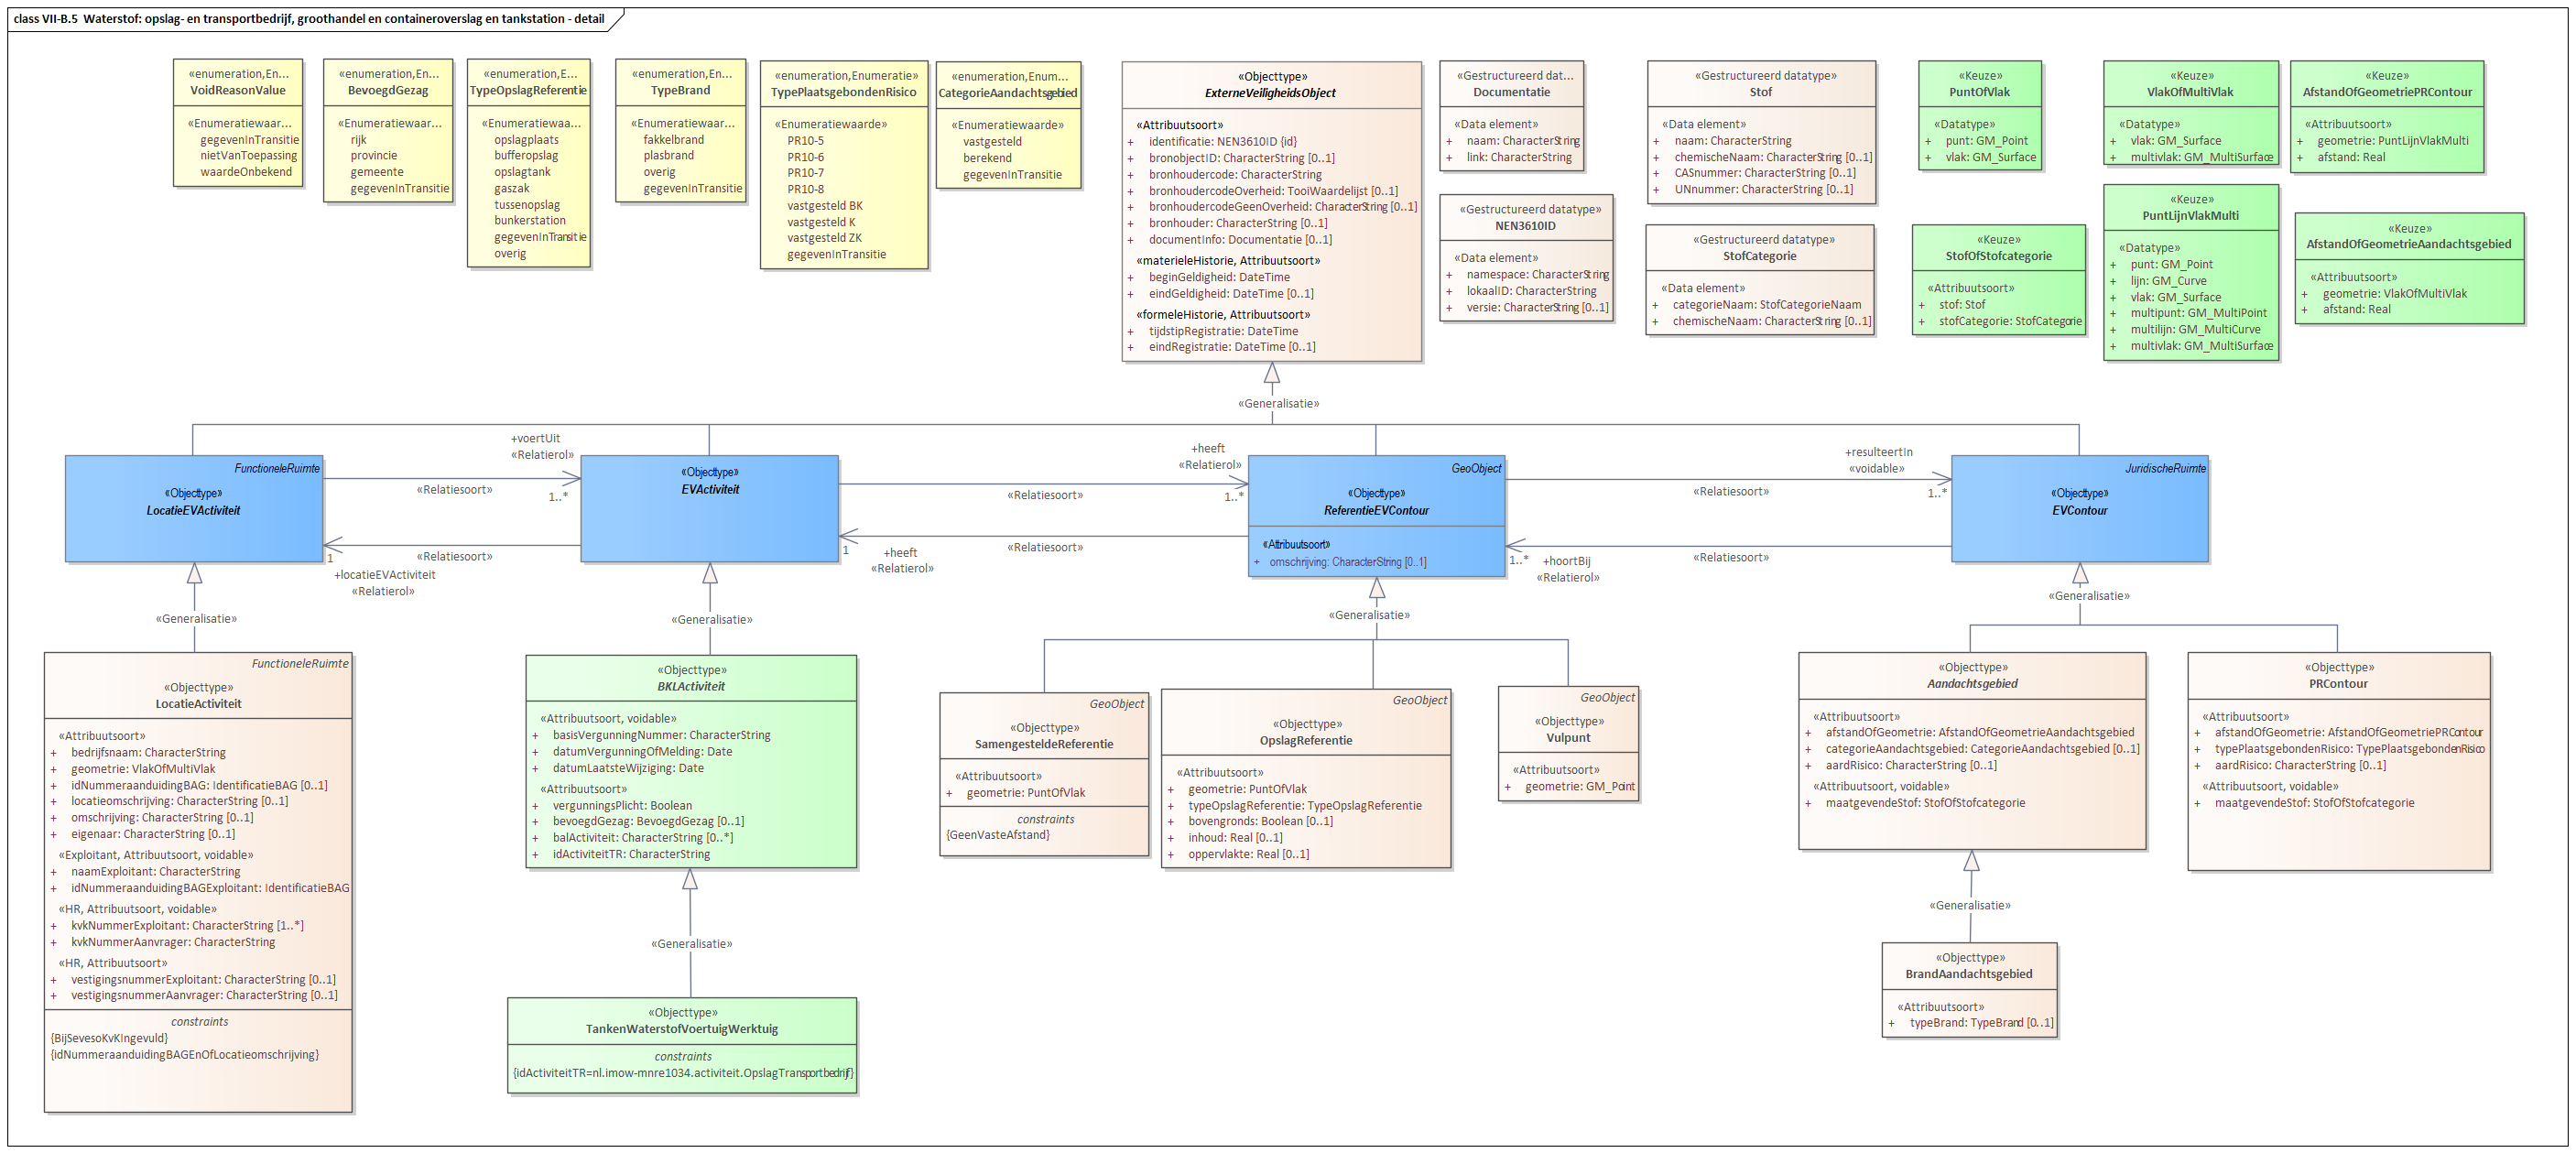 class VII-B.5 Waterstof: opslag- en transportbedrijf, groothandel en containeroverslag en tankstation - detail
«enumeration,En...
VoidReasonValue
«Enumeratiewaar...
gegevenInTransitie
nietVanToepassing
waardeOnbekend
«enumeration,En...
BevoegdGezag
«Enumeratiewaar...
rijk
provincie
gemeente
gegevenInTransitie
«enumeration,E...
TypeOpslagReferentie
«Enumeratiewaa...
opslagplaats
bufferopslag
opslagtank
gaszak
tussenopslag
bunkerstation
gegevenInTransitie
overig
«enumeration,En...
TypeBrand
«Enumeratiewaar...
fakkelbrand
plasbrand
overig
gegevenInTransitie
«enumeration,Enumeratie»
TypePlaatsgebondenRisico
«Enumeratiewaarde»
PR10-5
PR10-6
PR10-7
PR10-8
vastgesteld BK
vastgesteld K
vastgesteld ZK
gegevenInTransitie
«enumeration,Enum...
CategorieAandachtsgebied
«Enumeratiewaarde»
vastgesteld
berekend
gegevenInTransitie
«Objecttype»
ExterneVeiligheidsObject
«Attribuutsoort»
+ identificatie: NEN3610ID {id}
+ bronobjectID: CharacterString [0..1]
+ bronhoudercode: CharacterString
+ bronhoudercodeOverheid: TooiWaardelijst [0..1]
+ bronhoudercodeGeenOverheid: CharacterString [0..1]
+ bronhouder: CharacterString [0..1]
+ documentInfo: Documentatie [0..1]
«materieleHistorie, Attribuutsoort»
+ beginGeldigheid: DateTime
+ eindGeldigheid: DateTime [0..1]
«formeleHistorie, Attribuutsoort»
+ tijdstipRegistratie: DateTime
+ eindRegistratie: DateTime [0..1]
«Gestructureerd dat...
Documentatie
«Data element»
+ naam: CharacterString
+ link: CharacterString
«Gestructureerd datatype»
NEN3610ID
«Data element»
+ namespace: CharacterString
+ lokaalID: CharacterString
+ versie: CharacterString [0..1]
«Gestructureerd datatype»
Stof
«Data element»
+ naam: CharacterString
+ chemischeNaam: CharacterString [0..1]
+ CASnummer: CharacterString [0..1]
+ UNnummer: CharacterString [0..1]
«Gestructureerd datatype»
StofCategorie
«Data element»
+ categorieNaam: StofCategorieNaam
+ chemischeNaam: CharacterString [0..1]
«Keuze»
PuntOfVlak
«Datatype»
+ punt: GM_Point
+ vlak: GM_Surface
«Keuze»
StofOfStofcategorie
«Attribuutsoort»
+ stof: Stof
+ stofCategorie: StofCategorie
«Keuze»
VlakOfMultiVlak
«Datatype»
+ vlak: GM_Surface
+ multivlak: GM_MultiSurface
«Keuze»
PuntLijnVlakMulti
«Datatype»
+ punt: GM_Point
+ lijn: GM_Curve
+ vlak: GM_Surface
+ multipunt: GM_MultiPoint
+ multilijn: GM_MultiCurve
+ multivlak: GM_MultiSurface
«Keuze»
AfstandOfGeometriePRContour
«Attribuutsoort»
+ geometrie: PuntLijnVlakMulti
+ afstand: Real
«Keuze»
AfstandOfGeometrieAandachtsgebied
«Attribuutsoort»
+ geometrie: VlakOfMultiVlak
+ afstand: Real
«Generalisatie»
FunctioneleRuimte
«Objecttype»
LocatieEVActiviteit
+voertUit
«Relatierol»
«Relatiesoort»
1..*
«Relatiesoort»
1
+locatieEVActiviteit
«Relatierol»
«Objecttype»
EVActiviteit
+heeft
«Relatierol»
«Relatiesoort»
1..*
«Relatiesoort»
1
+heeft
«Relatierol»
GeoObject
«Objecttype»
ReferentieEVContour
«Attribuutsoort»
+ omschrijving: CharacterString [0..1]
+resulteertIn
«voidable»
«Relatiesoort»
1..*
«Relatiesoort»
1..*
+hoortBij
«Relatierol»
JuridischeRuimte
«Objecttype»
EVContour
«Generalisatie»
«Generalisatie»
«Generalisatie»
«Generalisatie»
FunctioneleRuimte
«Objecttype»
LocatieActiviteit
«Attribuutsoort»
+ bedrijfsnaam: CharacterString
+ geometrie: VlakOfMultiVlak
+ idNummeraanduidingBAG: IdentificatieBAG [0..1]
+ locatieomschrijving: CharacterString [0..1]
+ omschrijving: CharacterString [0..1]
+ eigenaar: CharacterString [0..1]
«Exploitant, Attribuutsoort, voidable»
+ naamExploitant: CharacterString
+ idNummeraanduidingBAGExploitant: IdentificatieBAG
«HR, Attribuutsoort, voidable»
+ kvkNummerExploitant: CharacterString [1..*]
+ kvkNummerAanvrager: CharacterString
«HR, Attribuutsoort»
+ vestigingsnummerExploitant: CharacterString [0..1]
+ vestigingsnummerAanvrager: CharacterString [0..1]
constraints
{BijSevesoKvKIngevuld}
{idNummeraanduidingBAGEnOfLocatieomschrijving}
«Objecttype»
BKLActiviteit
«Attribuutsoort, voidable»
+ basisVergunningNummer: CharacterString
+ datumVergunningOfMelding: Date
+ datumLaatsteWijziging: Date
«Attribuutsoort»
+ vergunningsPlicht: Boolean
+ bevoegdGezag: BevoegdGezag [0..1]
+ balActiviteit: CharacterString [0..*]
+ idActiviteitTR: CharacterString
«Generalisatie»
«Objecttype»
TankenWaterstofVoertuigWerktuig
constraints
{idActiviteitTR=nl.imow-mnre1034.activiteit.OpslagTransportbedrijf}
GeoObject
«Objecttype»
SamengesteldeReferentie
«Attribuutsoort»
+ geometrie: PuntOfVlak
constraints
{GeenVasteAfstand}
GeoObject
«Objecttype»
OpslagReferentie
«Attribuutsoort»
+ geometrie: PuntOfVlak
+ typeOpslagReferentie: TypeOpslagReferentie
+ bovengronds: Boolean [0..1]
+ inhoud: Real [0..1]
+ oppervlakte: Real [0..1]
GeoObject
«Objecttype»
Vulpunt
«Attribuutsoort»
+ geometrie: GM_Point
«Objecttype»
Aandachtsgebied
«Attribuutsoort»
+ afstandOfGeometrie: AfstandOfGeometrieAandachtsgebied
+ categorieAandachtsgebied: CategorieAandachtsgebied [0..1]
+ aardRisico: CharacterString [0..1]
«Attribuutsoort, voidable»
+ maatgevendeStof: StofOfStofcategorie
«Generalisatie»
«Objecttype»
BrandAandachtsgebied
«Attribuutsoort»
+ typeBrand: TypeBrand [0..1]
«Objecttype»
PRContour
«Attribuutsoort»
+ afstandOfGeometrie: AfstandOfGeometriePRContour
+ typePlaatsgebondenRisico: TypePlaatsgebondenRisico
+ aardRisico: CharacterString [0..1]
«Attribuutsoort, voidable»
+ maatgevendeStof: StofOfStofcategorie